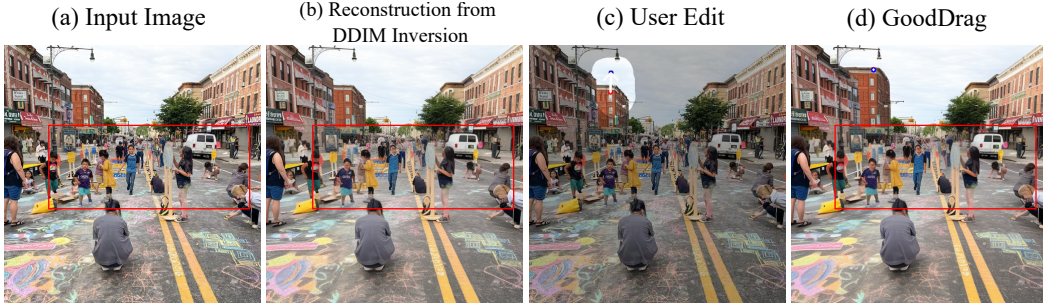 (a) Input Image
(b) Reconstruction from
DDIM Inversion
(c) User Edit
(d) GoodDrag